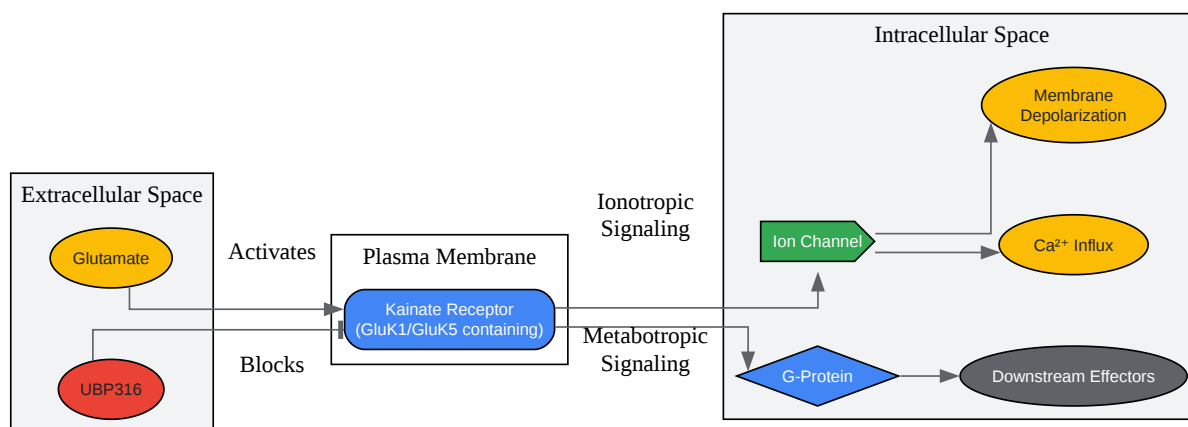 Extracellular Space
Glutamate
UBP316
Activates
Blocks
Plasma Membrane
Kainate Receptor
(GluK1/GluK5 containing)
Ionotropic
Signaling
Metabotropic
Signaling
Intracellular Space
Membrane
Depolarization
Ion Channel
Ca²⁺ Influx
G-Protein
Downstream Effectors